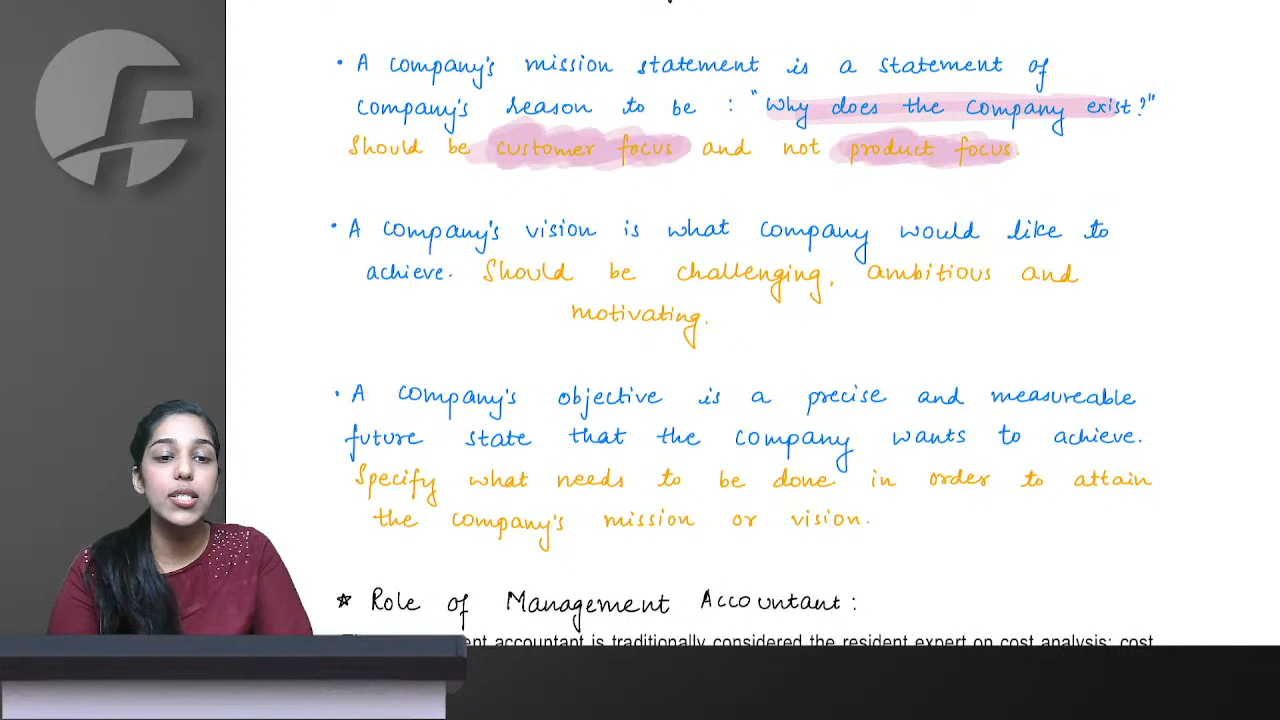 • A company's mission statement is a statement of
company's reason to be : "Why does the company exist?"
Should be customer focus and not product focus.
• A company's vision is what company would like to
achieve. Should be challenging, ambitious and
motivating.
• A company's objective is a precise and measureable
future state that the company wants to achieve.
Specify what needs to be done in order to attain
the company's mission or vision.
* Role of Management Accountant :
accountant is traditionally considered the resident expert on cost analysis; cost